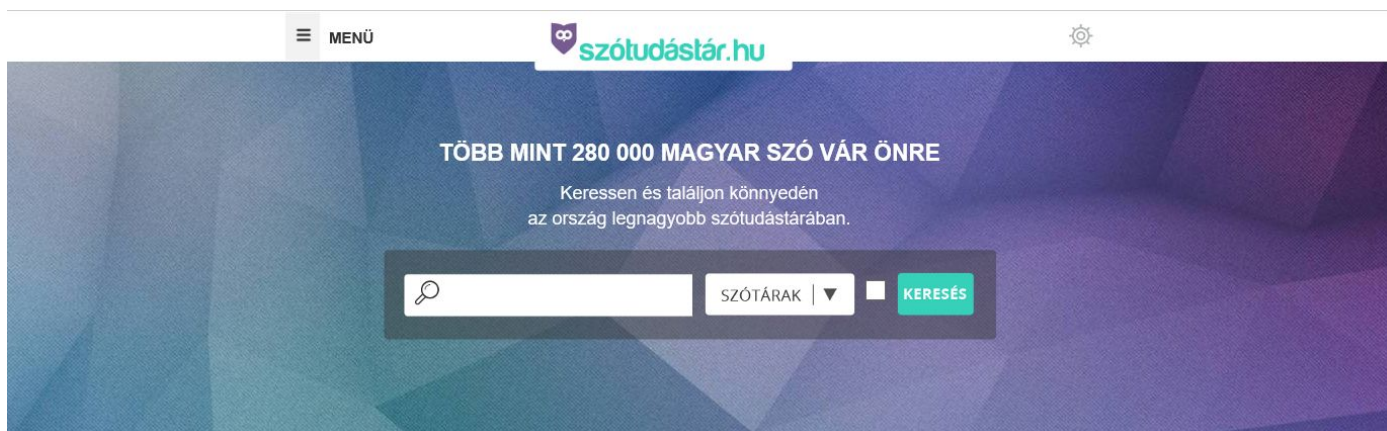 MENÜ
szótudástár.hu
TÖBB MINT 280 000 MAGYAR SZÓ VÁR ÖNRE
Keressen és találjon könnyedén
az ország legnagyobb szótudástárában.
SZÓTÁRAK
KERESÉS